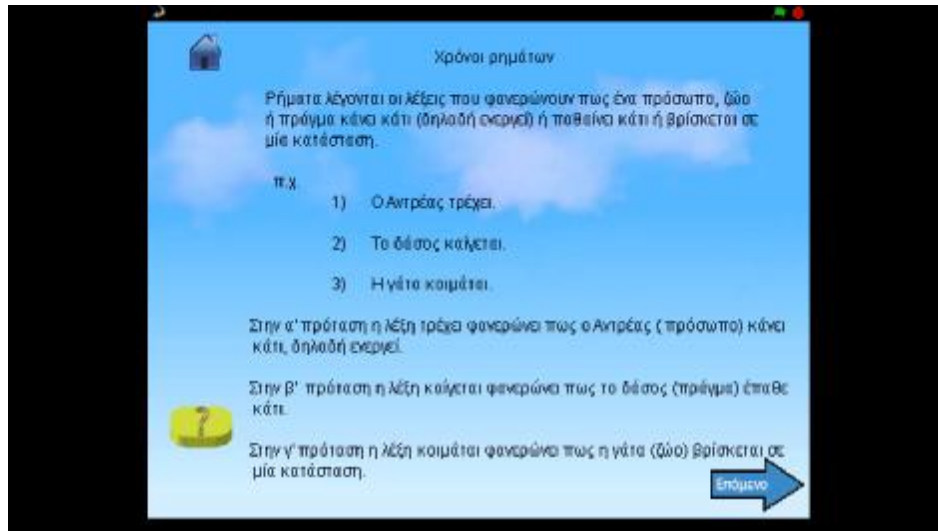 Χρόνοι ρημάτων
Ρήματα λέγονται οι λέξεις που φανερώνουν πως ένα πρόσωπο, ζώο
ή πράγμα κάνει κάτι (δηλαδή ενεργεί) ή παθαίνει κάτι ή βρίσκεται σε
μία κατάσταση.
π.χ.
1) Ο Αντρέας τρέχει.
2) Το δάσος καίγεται.
3) Η γάτα κοιμάται.
Στην α' πρόταση η λέξη τρέχει φανερώνει πως ο Αντρέας ( πρόσωπο) κάνει
κάτι, δηλαδή ενεργεί.
Στην β' πρόταση η λέξη καίγεται φανερώνει πως το δάσος (πράγμα) έπαθε
κάτι.
Στην γ' πρόταση η λέξη κοιμάται φανερώνει πως η γάτα (ζώο) βρίσκεται σε
μία κατάσταση.
?
Επόμενο